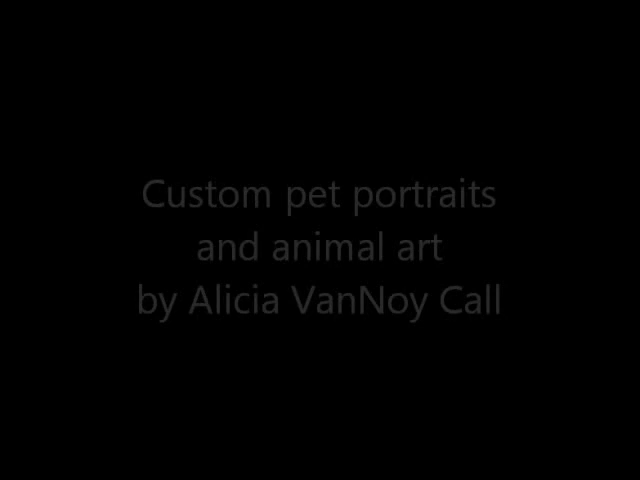 Custom pet portraits
and animal art
by Alicia VanNoy Call